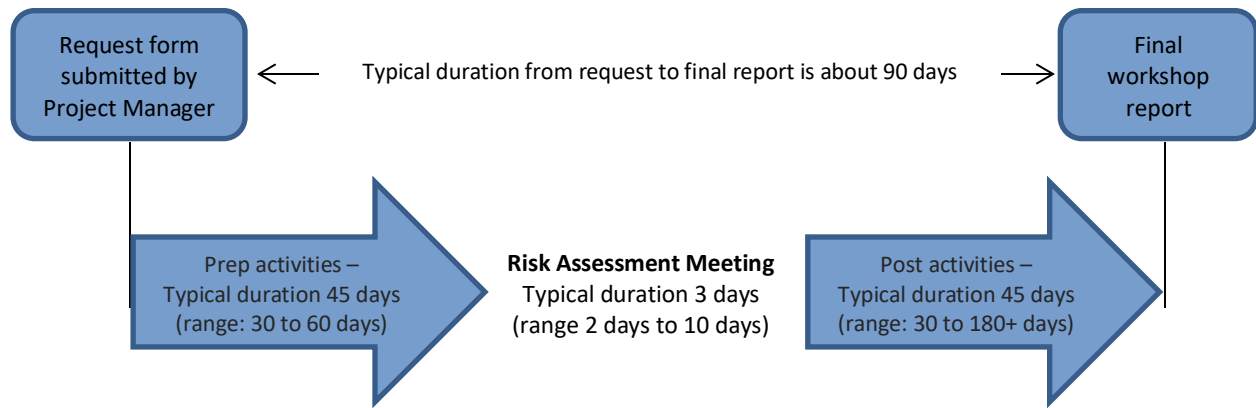 Request form
submitted by
Project Manager
Typical duration from request to final report is about 90 days
Final
workshop
report
Prep activities –
Typical duration 45 days
(range: 30 to 60 days)
Risk Assessment Meeting
Typical duration 3 days
(range 2 days to 10 days)
Post activities –
Typical duration 45 days
(range: 30 to 180+ days)